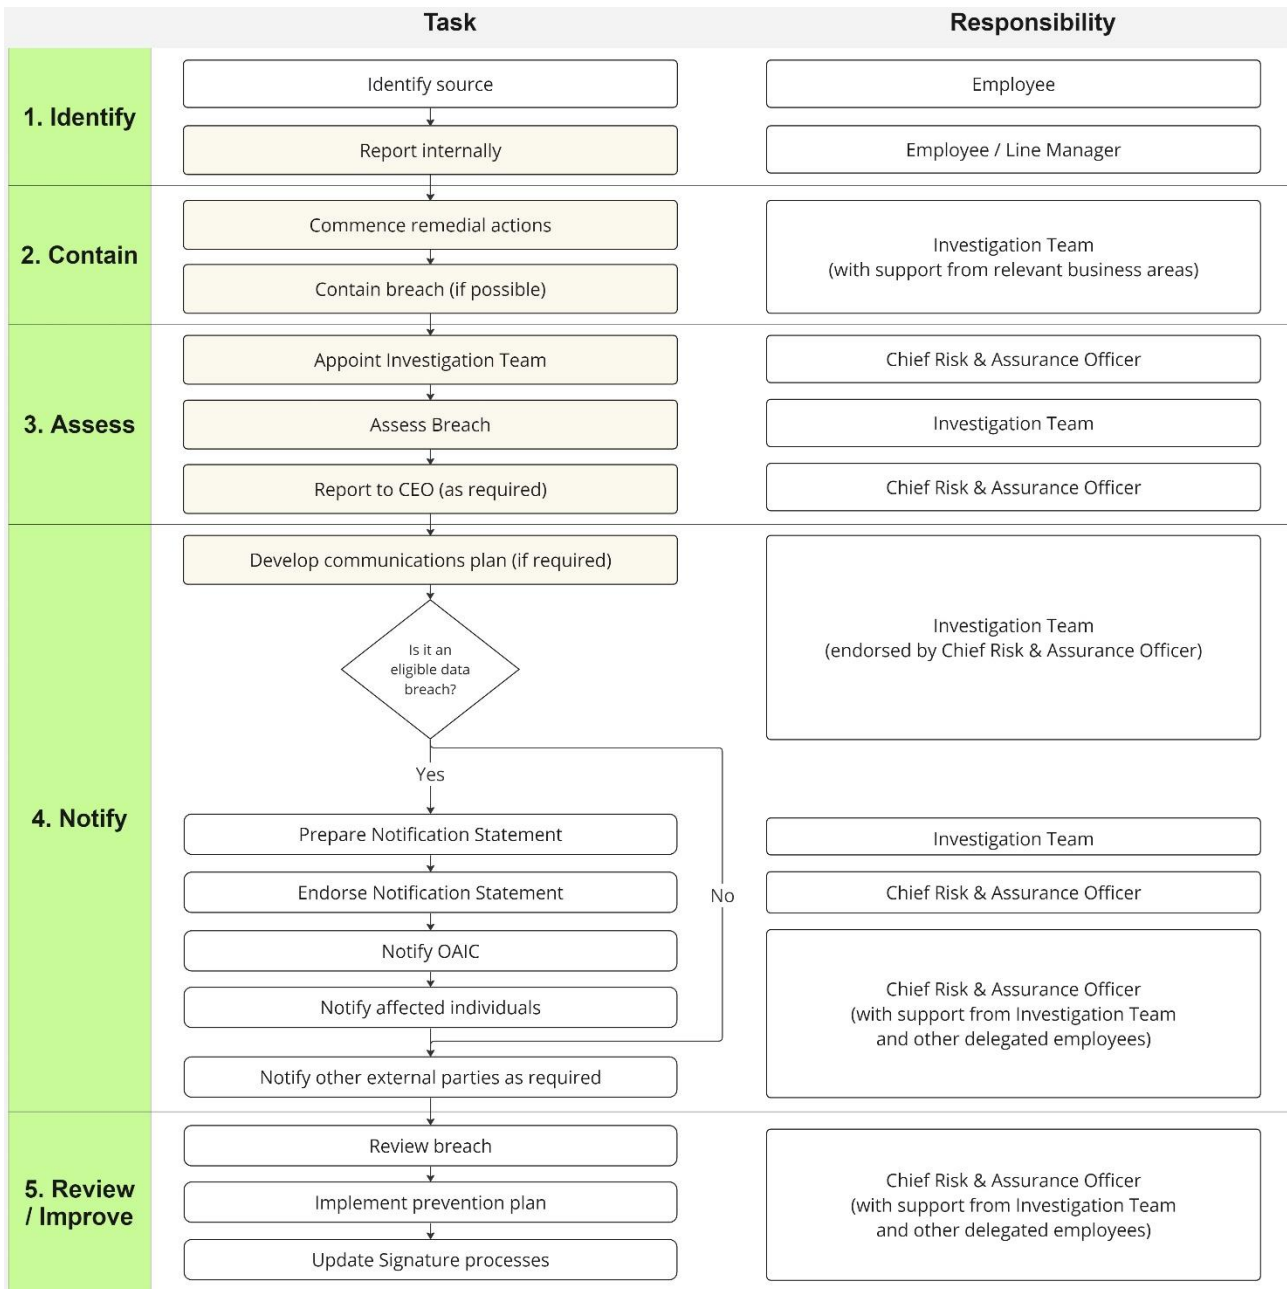 Task
Responsibility
1. Identify
Identify source
Employee
Report internally
Employee / Line Manager
2. Contain
Commence remedial actions
Contain breach (if possible)
Investigation Team
(with support from relevant business areas)
3. Assess
Appoint Investigation Team
Chief Risk & Assurance Officer
Assess Breach
Investigation Team
Report to CEO (as required)
Chief Risk & Assurance Officer
4. Notify
Develop communications plan (if required)
Is it an
eligible data
breach?
Investigation Team
(endorsed by Chief Risk & Assurance Officer)
Yes
No
Prepare Notification Statement
Investigation Team
Endorse Notification Statement
Chief Risk & Assurance Officer
Notify OAIC
Notify affected individuals
Notify other external parties as required
Chief Risk & Assurance Officer
(with support from Investigation Team
and other delegated employees)
5. Review
/ Improve
Review breach
Implement prevention plan
Update Signature processes
Chief Risk & Assurance Officer
(with support from Investigation Team
and other delegated employees)